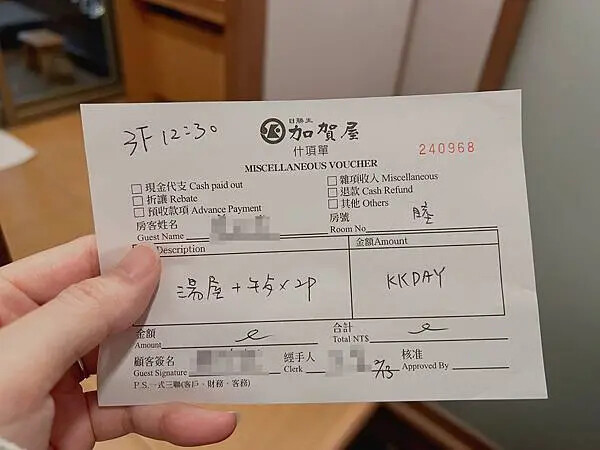 3F 12:30
日勝生
加賀屋
什項單
240968
MISCELLANEOUS VOUCHER
現金代支 Cash paid out
雜項收入 Miscellaneous
折讓 Rebate
退款 Cash Refund
預收款項 Advance Payment
其他 Others
房客姓名
Guest Name
房號
Room No
Description
金額Amount
湯屋 + 午餐 x 2P
KKDAY
金額
Amount
合計
Total NT$
顧客簽名
Guest Signature
經手人
Clerk
2/13
核准
Approved By
P.S.一式三聯(客戶、財務、客務)